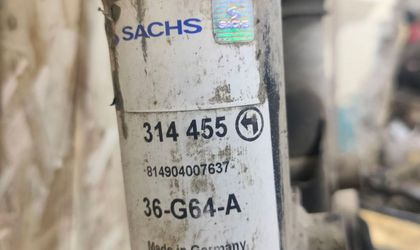 SACHS
314 455
814904007637
36-G64-A
Made in Germany